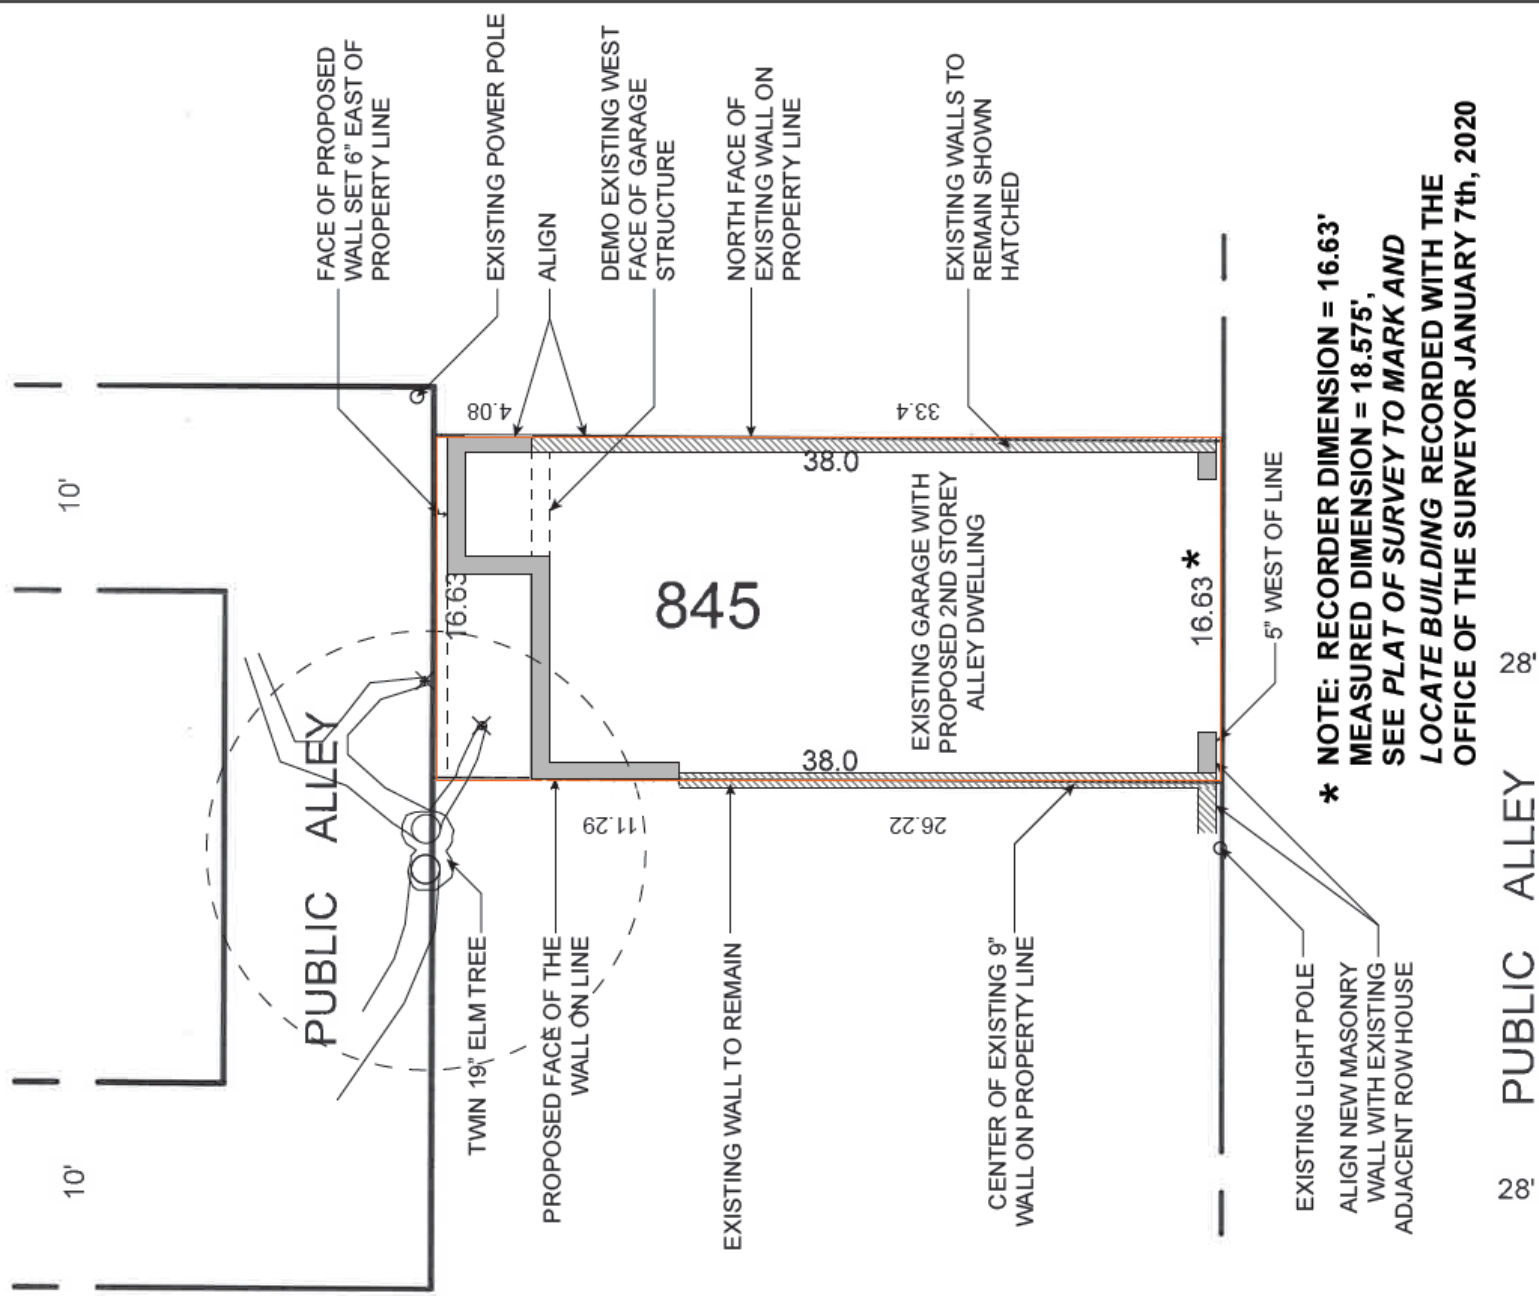 10'
10'
PUBLIC ALLEY
FACE OF PROPOSED
WALL SET 6" EAST OF
PROPERTY LINE
EXISTING POWER POLE
ALIGN
DEMO EXISTING WEST
FACE OF GARAGE
STRUCTURE
NORTH FACE OF
EXISTING WALL ON
PROPERTY LINE
EXISTING WALLS TO
REMAIN SHOWN
HATCHED
4.08
33.4
38.0
16.63
845
EXISTING GARAGE WITH
PROPOSED 2ND STOREY
ALLEY DWELLING
16.63 *
38.0
11.29
26.22
5" WEST OF LINE
TWIN 19" ELM TREE
PROPOSED FACE OF THE
WALL ON LINE
EXISTING WALL TO REMAIN
CENTER OF EXISTING 9"
WALL ON PROPERTY LINE
EXISTING LIGHT POLE
ALIGN NEW MASONRY
WALL WITH EXISTING
ADJACENT ROW HOUSE
* NOTE: RECORDER DIMENSION = 16.63'
MEASURED DIMENSION = 18.575',
SEE PLAT OF SURVEY TO MARK AND
LOCATE BUILDING RECORDED WITH THE
OFFICE OF THE SURVEYOR JANUARY 7th, 2020
28'
28'
PUBLIC ALLEY